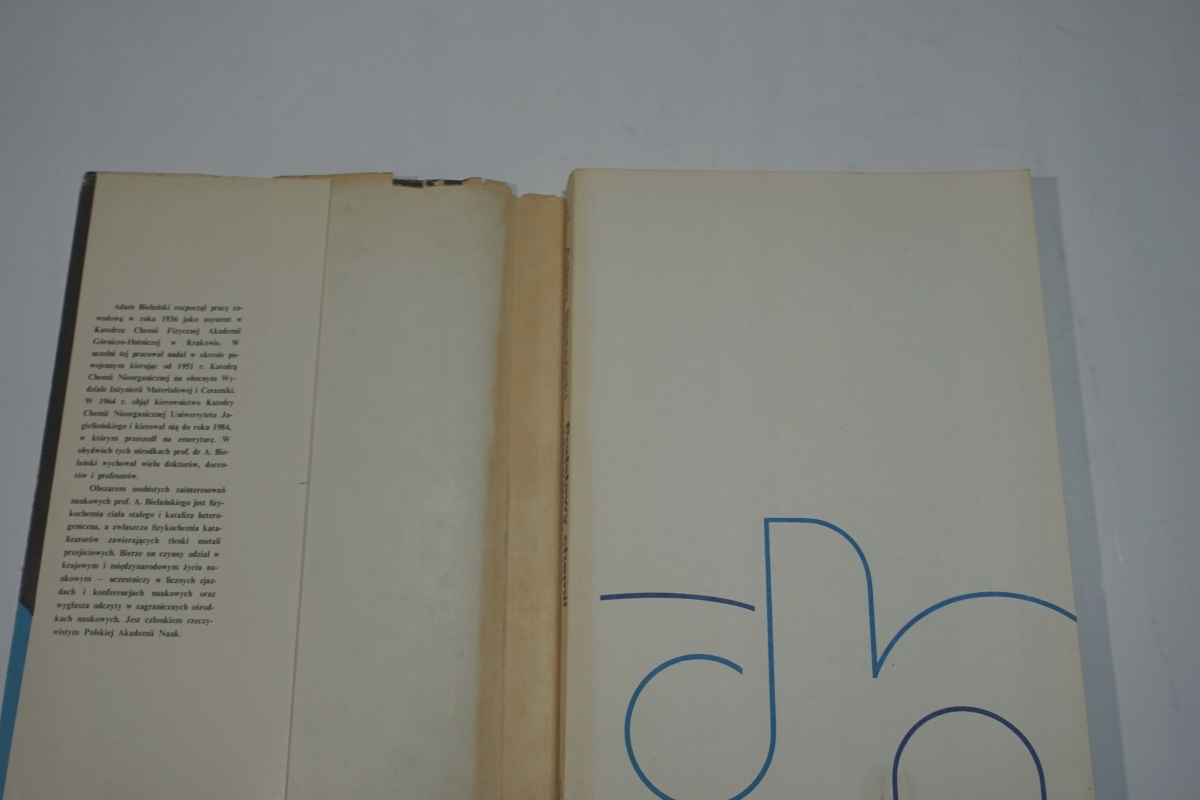 Adam Bielański rozpoczął pracę za-
wodową w roku 1936 jako asystent w
Katedrze Chemii Fizycznej Akademii
Górniczo-Hutniczej w Krakowie. W
uczelni tej pracował nadal w okresie po-
wojennym kierując od 1951 r. Katedrą
Chemii Nieorganicznej na obecnym Wy-
dziale Inżynierii Materiałowej i Ceramiki.
W 1964 r. objął kierownictwo Katedry
Chemii Nieorganicznej Uniwersytetu Ja-
giellońskiego i kierował nią do roku 1984,
w którym przeszedł na emeryturę. W
obydwóch tych ośrodkach prof. dr A. Bie-
lański wychował wielu doktorów, docen-
tów i profesorów.
Obszarem osobistych zainteresowań
naukowych prof. A. Bielańskiego jest fizy-
kochemia ciała stałego i kataliza hetero-
geniczna, a zwłaszcza fizykochemia kata-
lizatorów zawierających tlenki metali
przejściowych. Bierze on czynny udział w
krajowym i międzynarodowym życiu na-
ukowym — uczestniczy w licznych zjaz-
dach i konferencjach naukowych oraz
wygłasza odczyty w zagranicznych ośrod-
kach naukowych. Jest członkiem rzeczy-
wistym Polskiej Akademii Nauk.